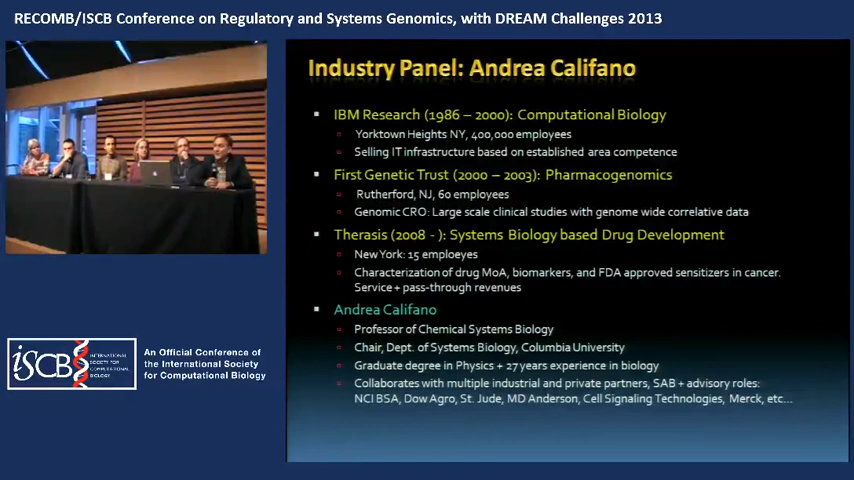 RECOMB/ISCB Conference on Regulatory and Systems Genomics, with DREAM Challenges 2013
Industry Panel: Andrea Califano
IBM Research (1986 – 2000): Computational Biology
Yorktown Heights NY, 400,000 employees
Selling IT infrastructure based on established area competence
First Genetic Trust (2000 – 2003): Pharmacogenomics
Rutherford, NJ, 60 employees
Genomic CRO: Large scale clinical studies with genome wide correlative data
Therasis (2008 - ): Systems Biology based Drug Development
New York: 15 emploeyes
Characterization of drug MoA, biomarkers, and FDA approved sensitizers in cancer.
Service + pass-through revenues
Andrea Califano
Professor of Chemical Systems Biology
Chair, Dept. of Systems Biology, Columbia University
Graduate degree in Physics + 27 years experience in biology
Collaborates with multiple industrial and private partners, SAB + advisory roles:
NCI BSA, Dow Agro, St. Jude, MD Anderson, Cell Signaling Technologies, Merck, etc...
iSCB
INTERNATIONAL
SOCIETY FOR
COMPUTATIONAL
BIOLOGY
An Official Conference of
the International Society
for Computational Biology